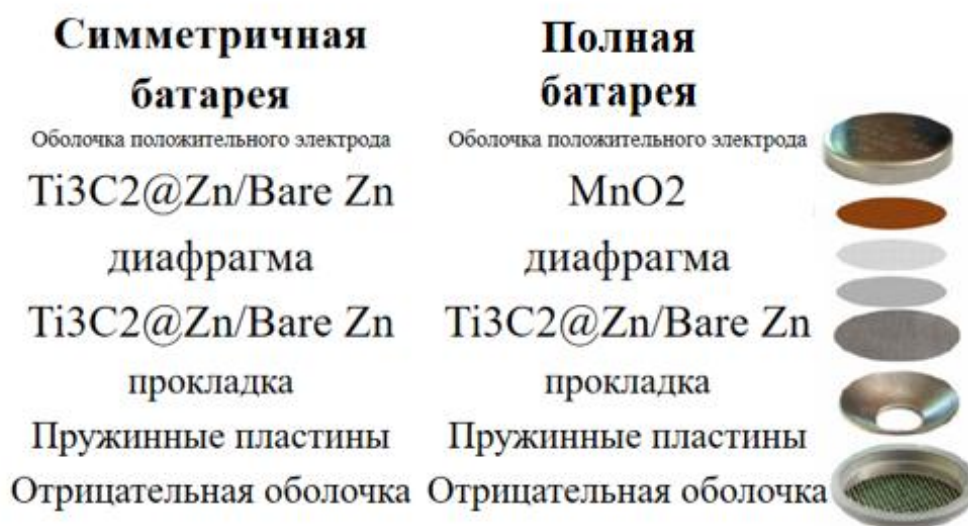 Симметричная
батарея
Оболочка положительного электрода
Ti3C2@Zn/Bare Zn
диафрагма
Ti3C2@Zn/Bare Zn
прокладка
Пружинные пластины
Отрицательная оболочка
Полная
батарея
Оболочка положительного электрода
MnO2
диафрагма
Ti3C2@Zn/Bare Zn
прокладка
Пружинные пластины
Отрицательная оболочка